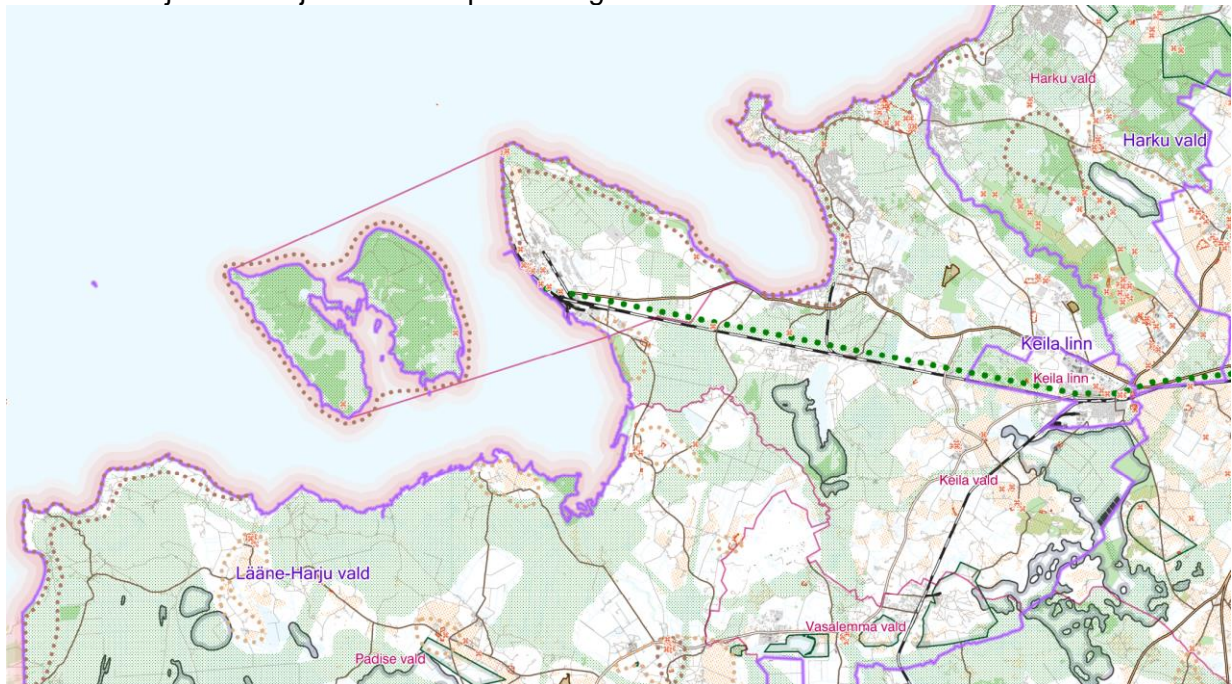 Harku vald
Harku vald
Keila linn
Keila linn
Keila vald
Lääne-Harju vald
Vasalemma vald
Padise vald